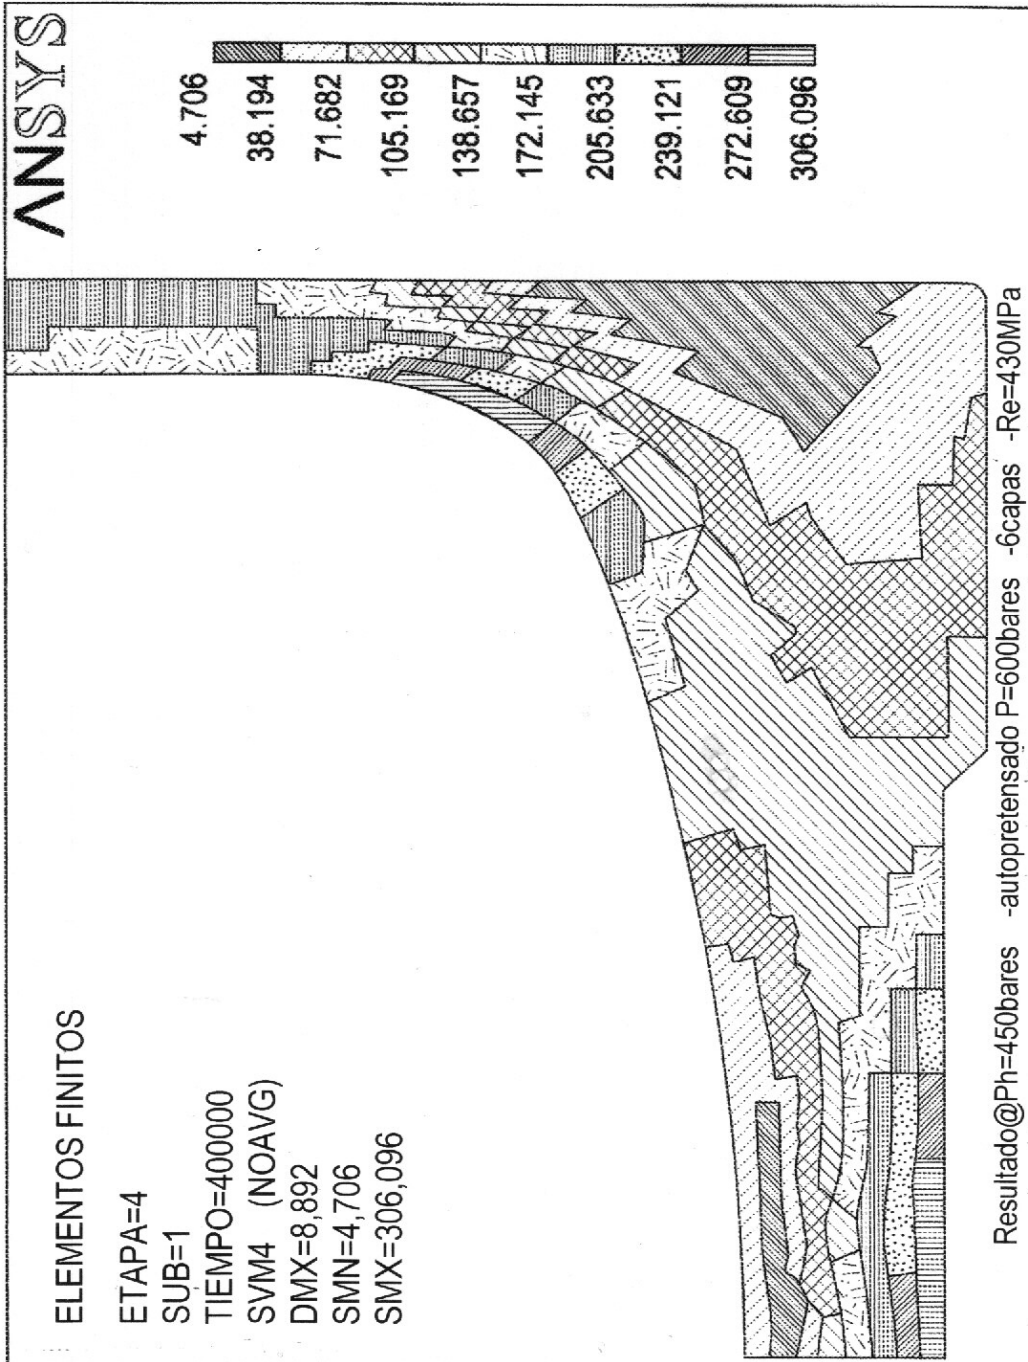 ANSYS
4.706
38.194
71.682
105.169
138.657
172.145
205.633
239.121
272.609
306.096
ELEMENTOS FINITOS
ETAPA=4
SUB=1
TIEMPO=400000
SVM4 (NOAVG)
DMX=8,892
SMN=4,706
SMX=306,096
Resultado@Ph=450bares -autopretensado P=600bares -6capas -Re=430MPa